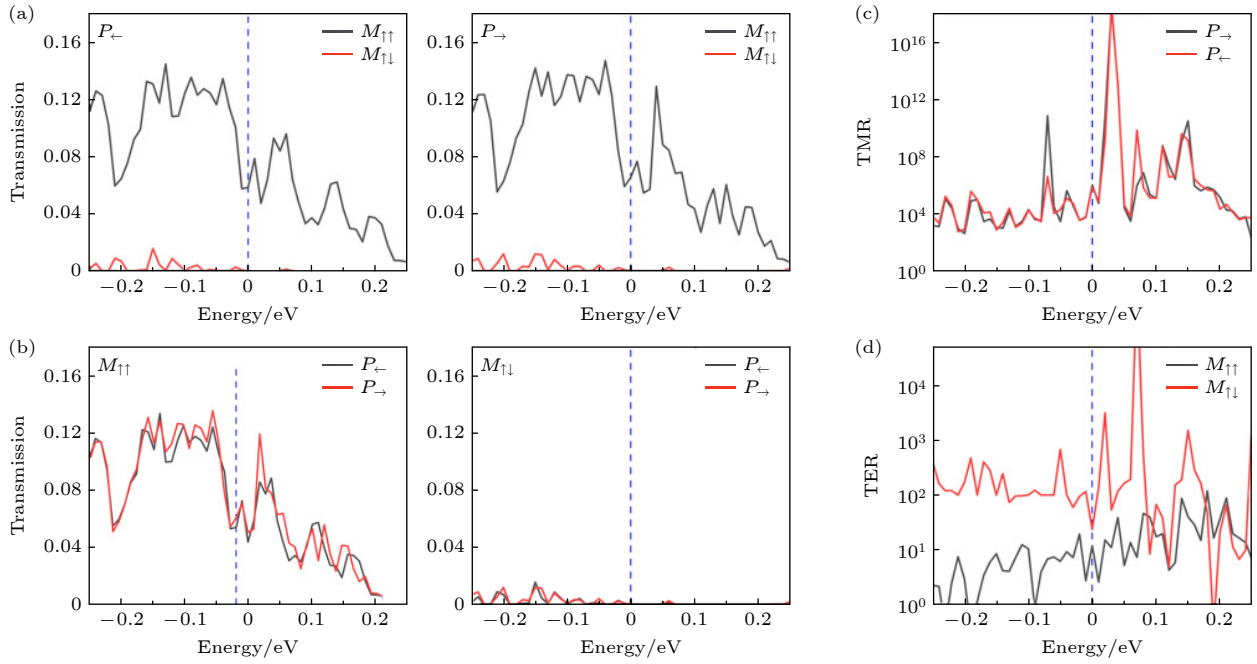 (a)
P←
M↑↑
M↑↓
Transmission
0.16
0.12
0.08
0.04
0
−0.2
−0.1
0
0.1
0.2
Energy/eV
P→
M↑↑
M↑↓
0.16
0.12
0.08
0.04
0
−0.2
−0.1
0
0.1
0.2
Energy/eV
(c)
P→
P←
TMR
10^16
10^12
10^8
10^4
10^0
−0.2
−0.1
0
0.1
0.2
Energy/eV
(b)
M↑↑
P←
P→
Transmission
0.16
0.12
0.08
0.04
0
−0.2
−0.1
0
0.1
0.2
Energy/eV
M↑↓
P←
P→
0.16
0.12
0.08
0.04
0
−0.2
−0.1
0
0.1
0.2
Energy/eV
(d)
M↑↑
M↑↓
TER
10^4
10^3
10^2
10^1
10^0
−0.2
−0.1
0
0.1
0.2
Energy/eV